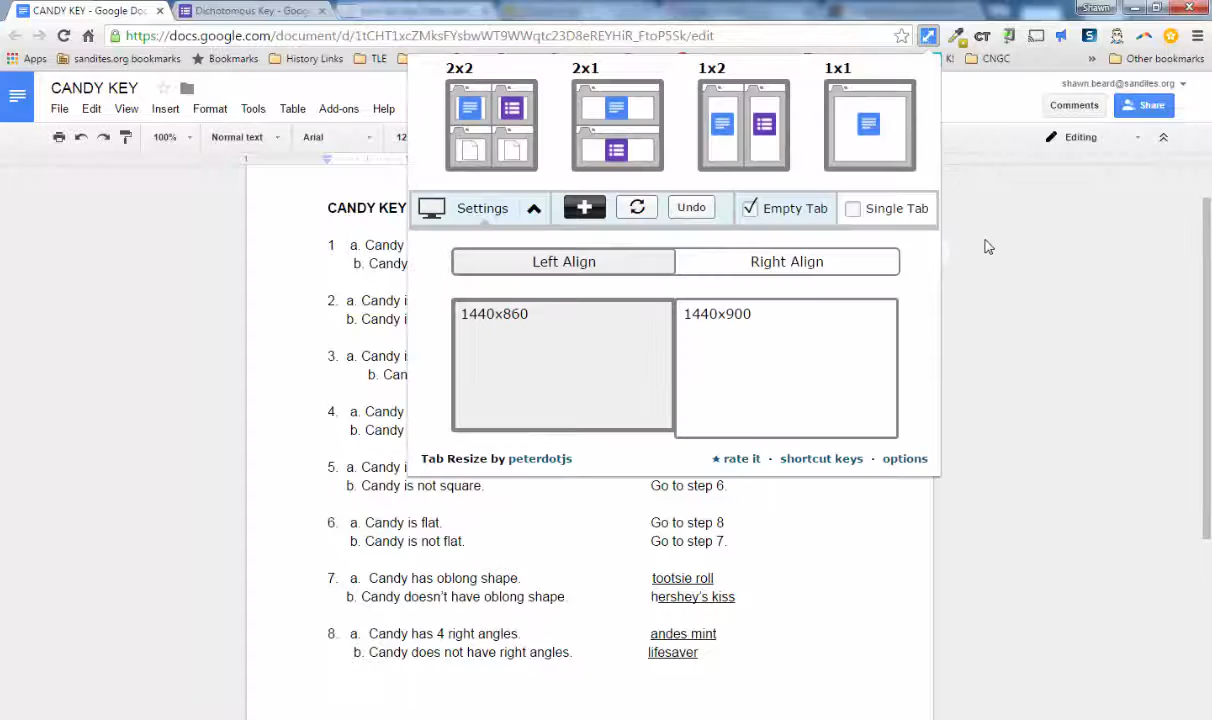 CANDY KEY - Google Doc
Dichotomous Key - Goog
Shawn
https://docs.google.com/document/d/1tCHT1xcZMksFYsbwWT9WWqtc23D8eREYHiR_FtoP5Sk/edit
CT
Apps
sandites.org bookmarks
Bookmarks
History Links
TLE
K!
CNGC
»
Other bookmarks
CANDY KEY
shawn.beard@sandites.org
File Edit View Insert Format Tools Table Add-ons Help
Comments
Share
100%
Normal text
Arial
12
Editing
2x2
2x1
1x2
1x1
Settings
Undo
Empty Tab
Single Tab
Left Align
Right Align
1440x860
1440x900
Tab Resize by peterdotjs
★ rate it · shortcut keys · options
1
CANDY KEY
1 a. Candy
b. Candy
2. a. Candy i
b. Candy i
3. a. Candy i
b. Can
4. a. Candy
b. Candy
5. a. Candy i
b. Candy is not square. Go to step 6.
6. a. Candy is flat. Go to step 8
b. Candy is not flat. Go to step 7.
7. a. Candy has oblong shape. tootsie roll
b. Candy doesn't have oblong shape. hershey's kiss
8. a. Candy has 4 right angles. andes mint
b. Candy does not have right angles. lifesaver